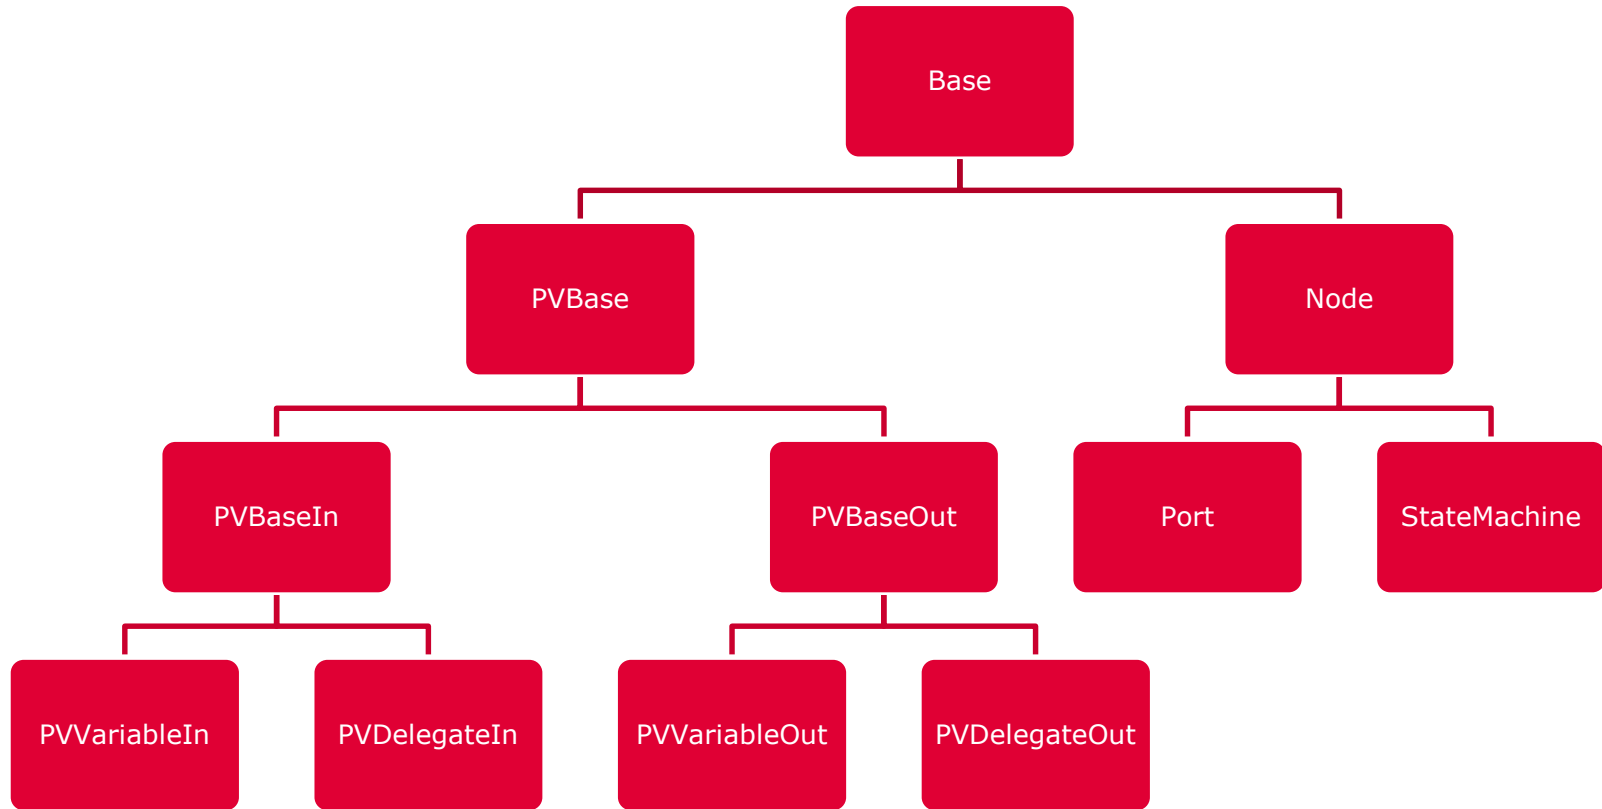 Base
PVBase
Node
PVBaseIn
PVBaseOut
Port
StateMachine
PVVariableIn
PVDelegateIn
PVVariableOut
PVDelegateOut